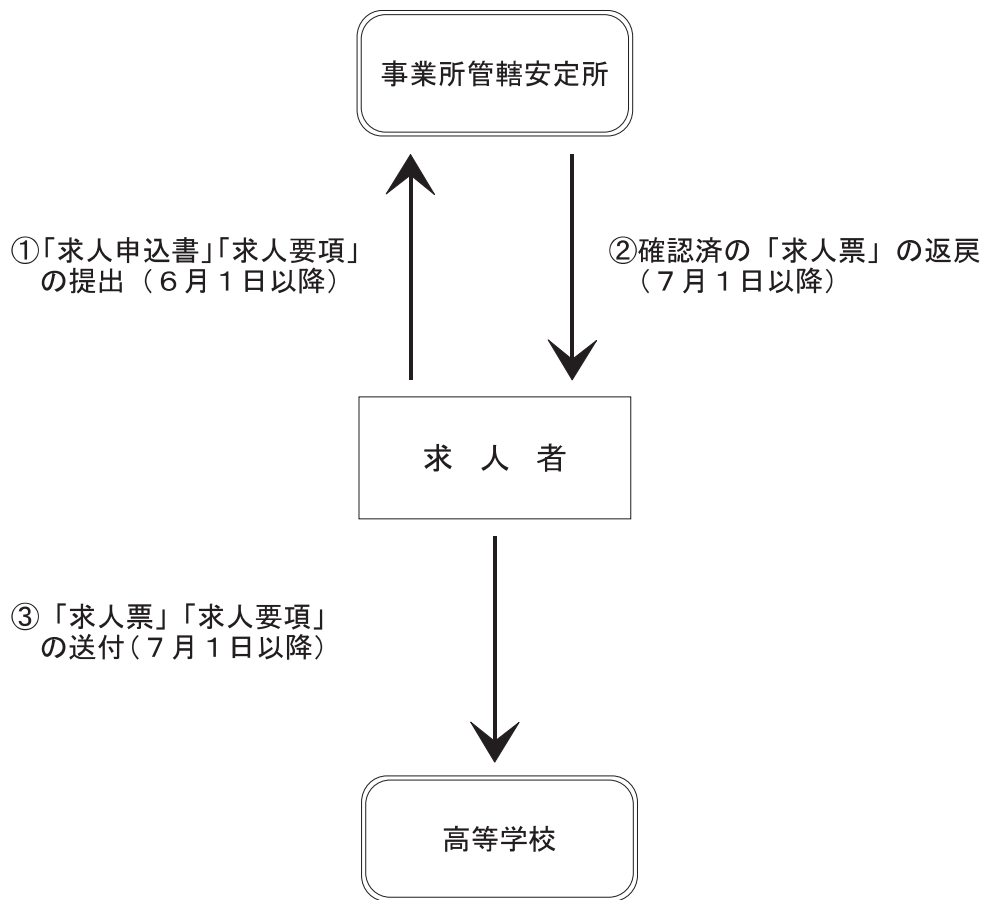 事業所管轄安定所
①「求人申込書」「求人要項」
の提出（６月１日以降）
②確認済の「求人票」の返戻
（７月１日以降）
求　人　者
③「求人票」「求人要項」
の送付（７月１日以降）
高等学校